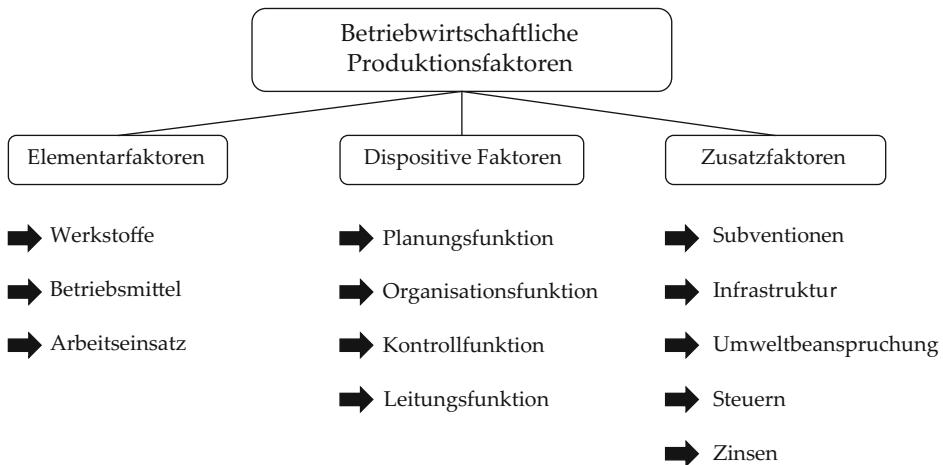 Betriebwirtschaftliche
Produktionsfaktoren
Elementarfaktoren
Werkstoffe
Betriebsmittel
Arbeitseinsatz
Dispositive Faktoren
Planungsfunktion
Organisationsfunktion
Kontrollfunktion
Leitungsfunktion
Zusatzfaktoren
Subventionen
Infrastruktur
Umweltbeanspruchung
Steuern
Zinsen